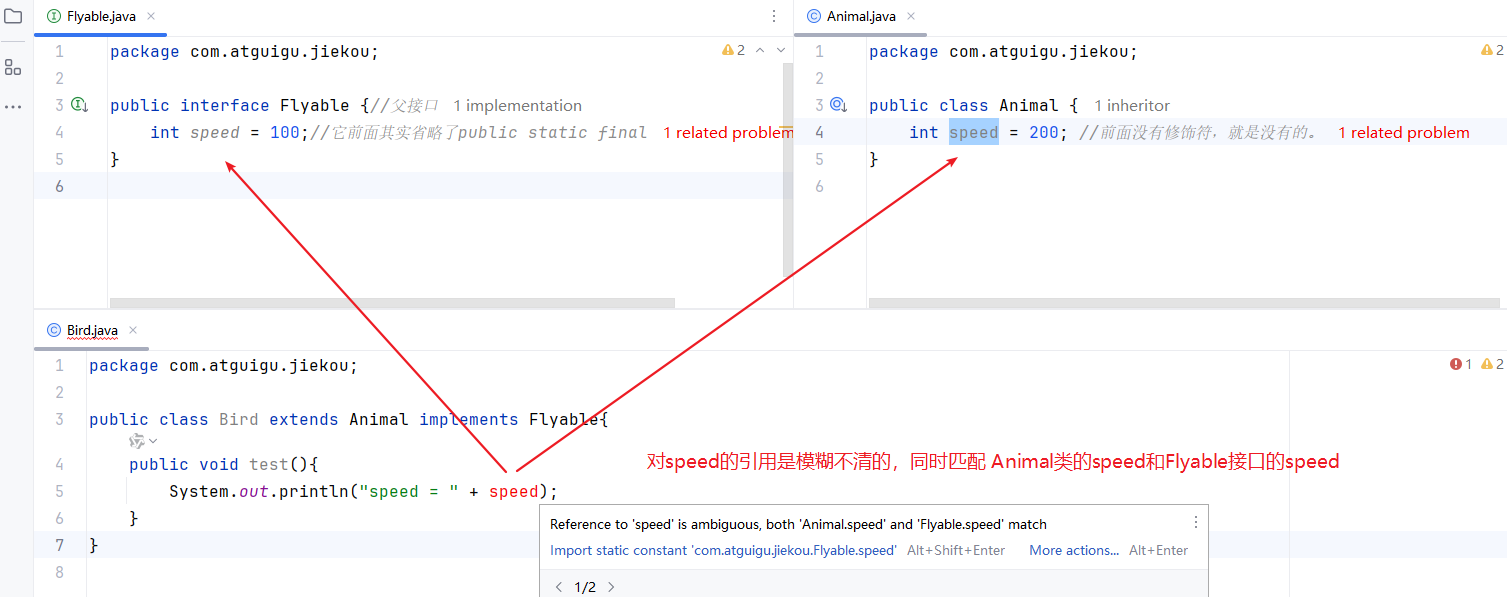 Flyable.java
1 package com.atguigu.jiekou;
2
3 public interface Flyable {//父接口 1 implementation
4 int speed = 100;//它前面其实省略了public static final 1 related problem
5 }
6
2
Animal.java
1 package com.atguigu.jiekou;
2
3 public class Animal { 1 inheritor
4 int speed = 200; //前面没有修饰符，就是没有的。 1 related problem
5 }
6
2
Bird.java
1 package com.atguigu.jiekou;
2
3 public class Bird extends Animal implements Flyable{
4 public void test(){
5 System.out.println("speed = " + speed);
6 }
7 }
8
1 2
对speed的引用是模糊不清的，同时匹配 Animal类的speed和Flyable接口的speed
Reference to 'speed' is ambiguous, both 'Animal.speed' and 'Flyable.speed' match
Import static constant 'com.atguigu.jiekou.Flyable.speed' Alt+Shift+Enter More actions... Alt+Enter
1/2